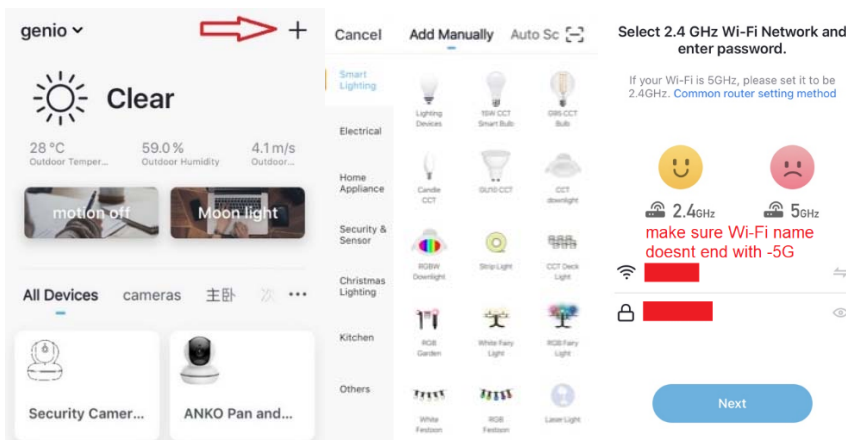 genio
Clear
28 °C
59.0 %
4.1 m/s
Outdoor Temper...
Outdoor Humidity
Outdoor...
motion off
Moon light
All Devices
cameras
主卧
次
Security Camer...
ANKO Pan and...
Cancel
Add Manually
Auto Sc
Smart
Lighting
Electrical
Home
Appliance
Security &
Sensor
Christmas
Lighting
Kitchen
Others
Lighting
Devices
15W CCT
Smart Bulb
G95 CCT
Bulb
Candle
CCT
GU10 CCT
CCT
downlight
RGBW
Downlight
Strip Light
CCT Deck
Light
RGB
Garden
White Fairy
Light
RGB Fairy
Light
White
Festoon
RGB
Festoon
Laser Light
Select 2.4 GHz Wi-Fi Network and
enter password.
If your Wi-Fi is 5GHz, please set it to be
2.4GHz. Common router setting method
2.4GHz
5GHz
make sure Wi-Fi name
doesnt end with -5G
Next